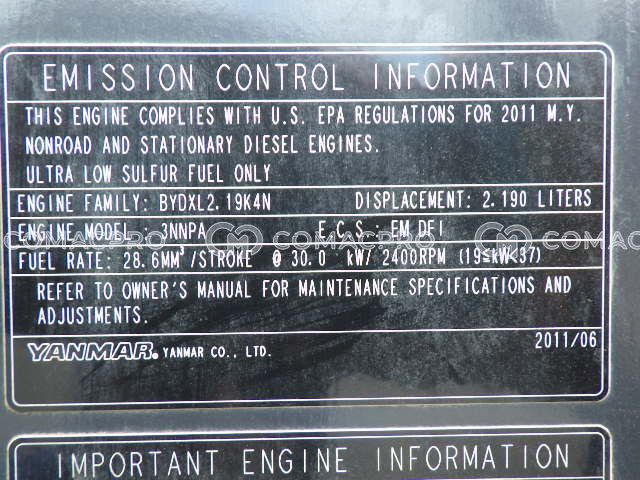 EMISSION CONTROL INFORMATION
THIS ENGINE COMPLIES WITH U.S. EPA REGULATIONS FOR 2011 M.Y.
NONROAD AND STATIONARY DIESEL ENGINES.
ULTRA LOW SULFUR FUEL ONLY
ENGINE FAMILY: BYDXL2.19K4N DISPLACEMENT: 2.190 LITERS
ENGINE MODEL: 3NNPA E.C.S. EM,DFI
COMACPRO COMACPRO COMACPRO
FUEL RATE: 28.6MM³/STROKE @ 30.0 kW/ 2400RPM (19≦kW<37)
REFER TO OWNER'S MANUAL FOR MAINTENANCE SPECIFICATIONS AND
ADJUSTMENTS.
YANMAR. YANMAR CO., LTD. 2011/06
IMPORTANT ENGINE INFORMATION